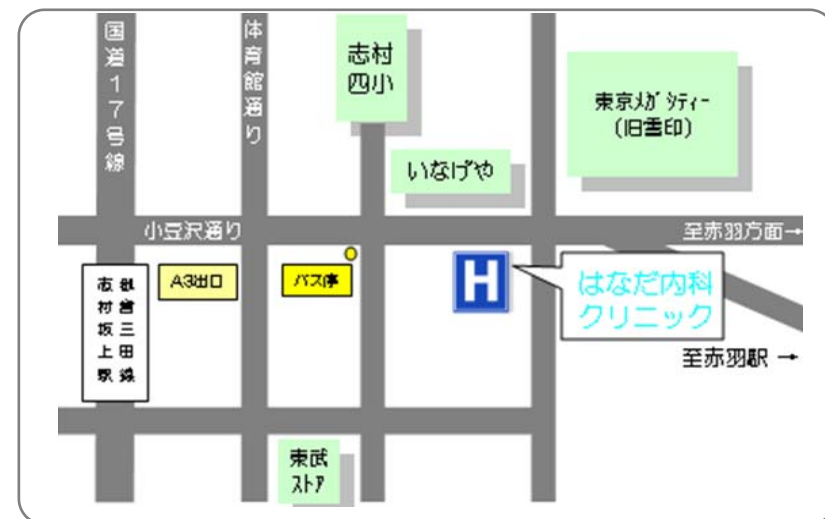 国道17号線
体育館通り
志村
四小
東京ﾒｶﾞｼﾃｨー
(旧雪印)
いなげや
小豆沢通り
至赤羽方面→
都営三田線
志村坂上駅
A3出口
バス停
H
はなだ内科
クリニック
至赤羽駅 →
東武
ｽﾄｱ